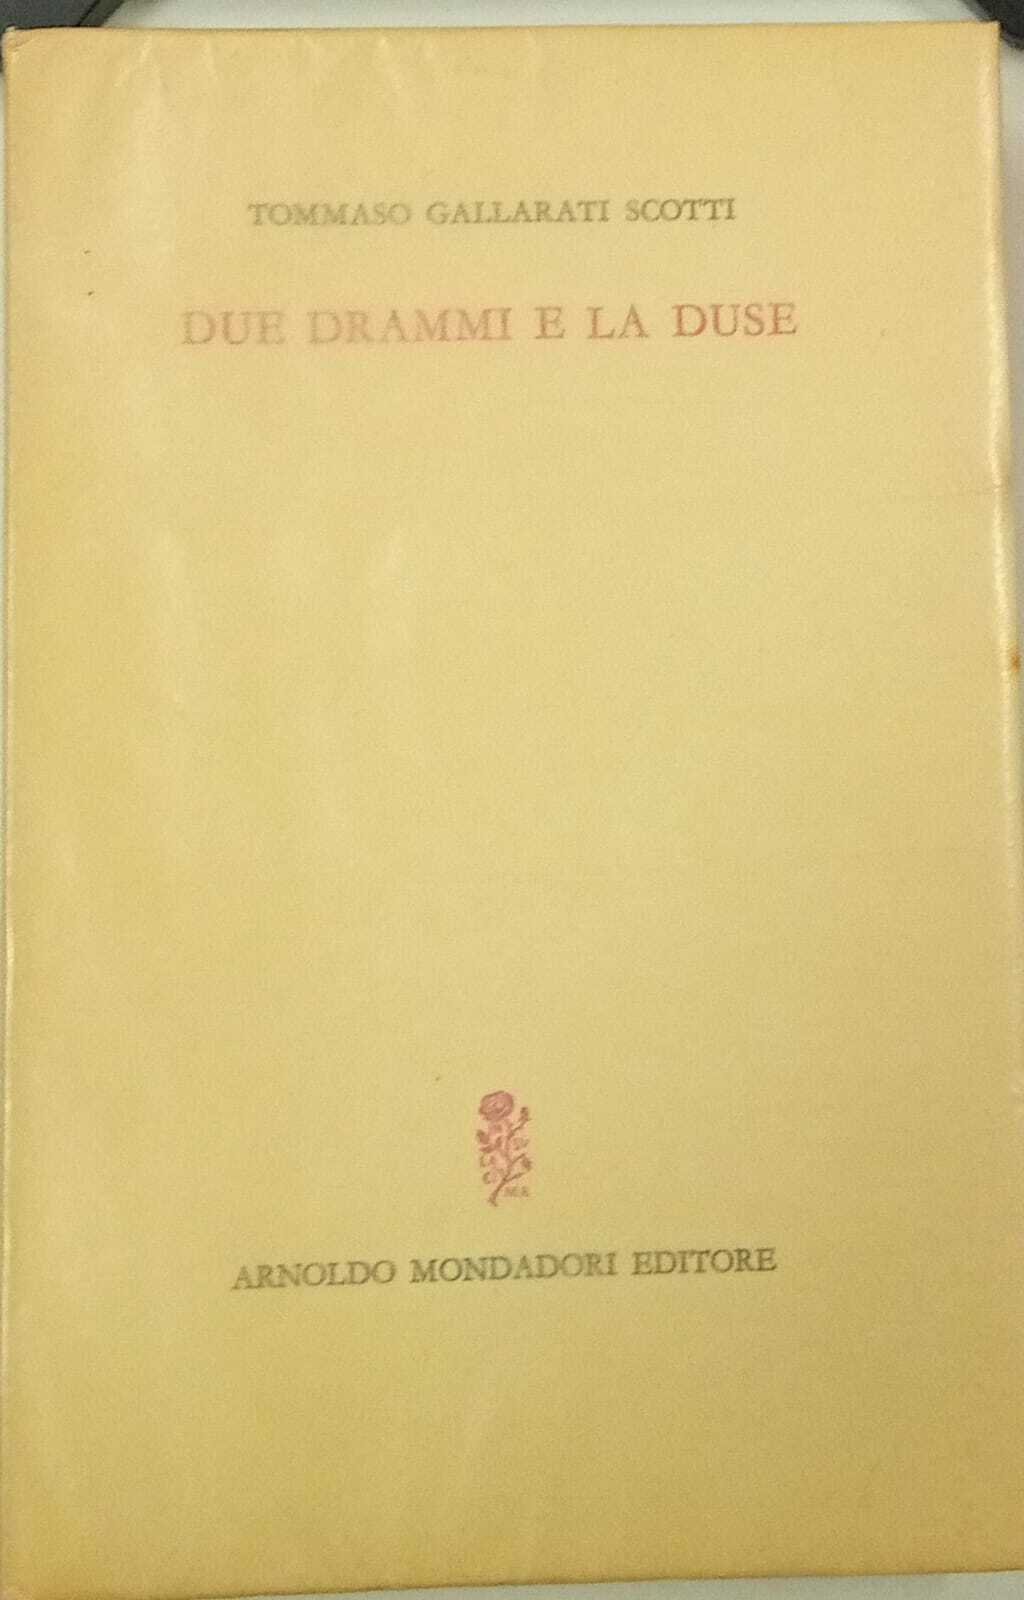 TOMMASO GALLARATI SCOTTI
DUE DRAMMI E LA DUSE
ARNOLDO MONDADORI EDITORE